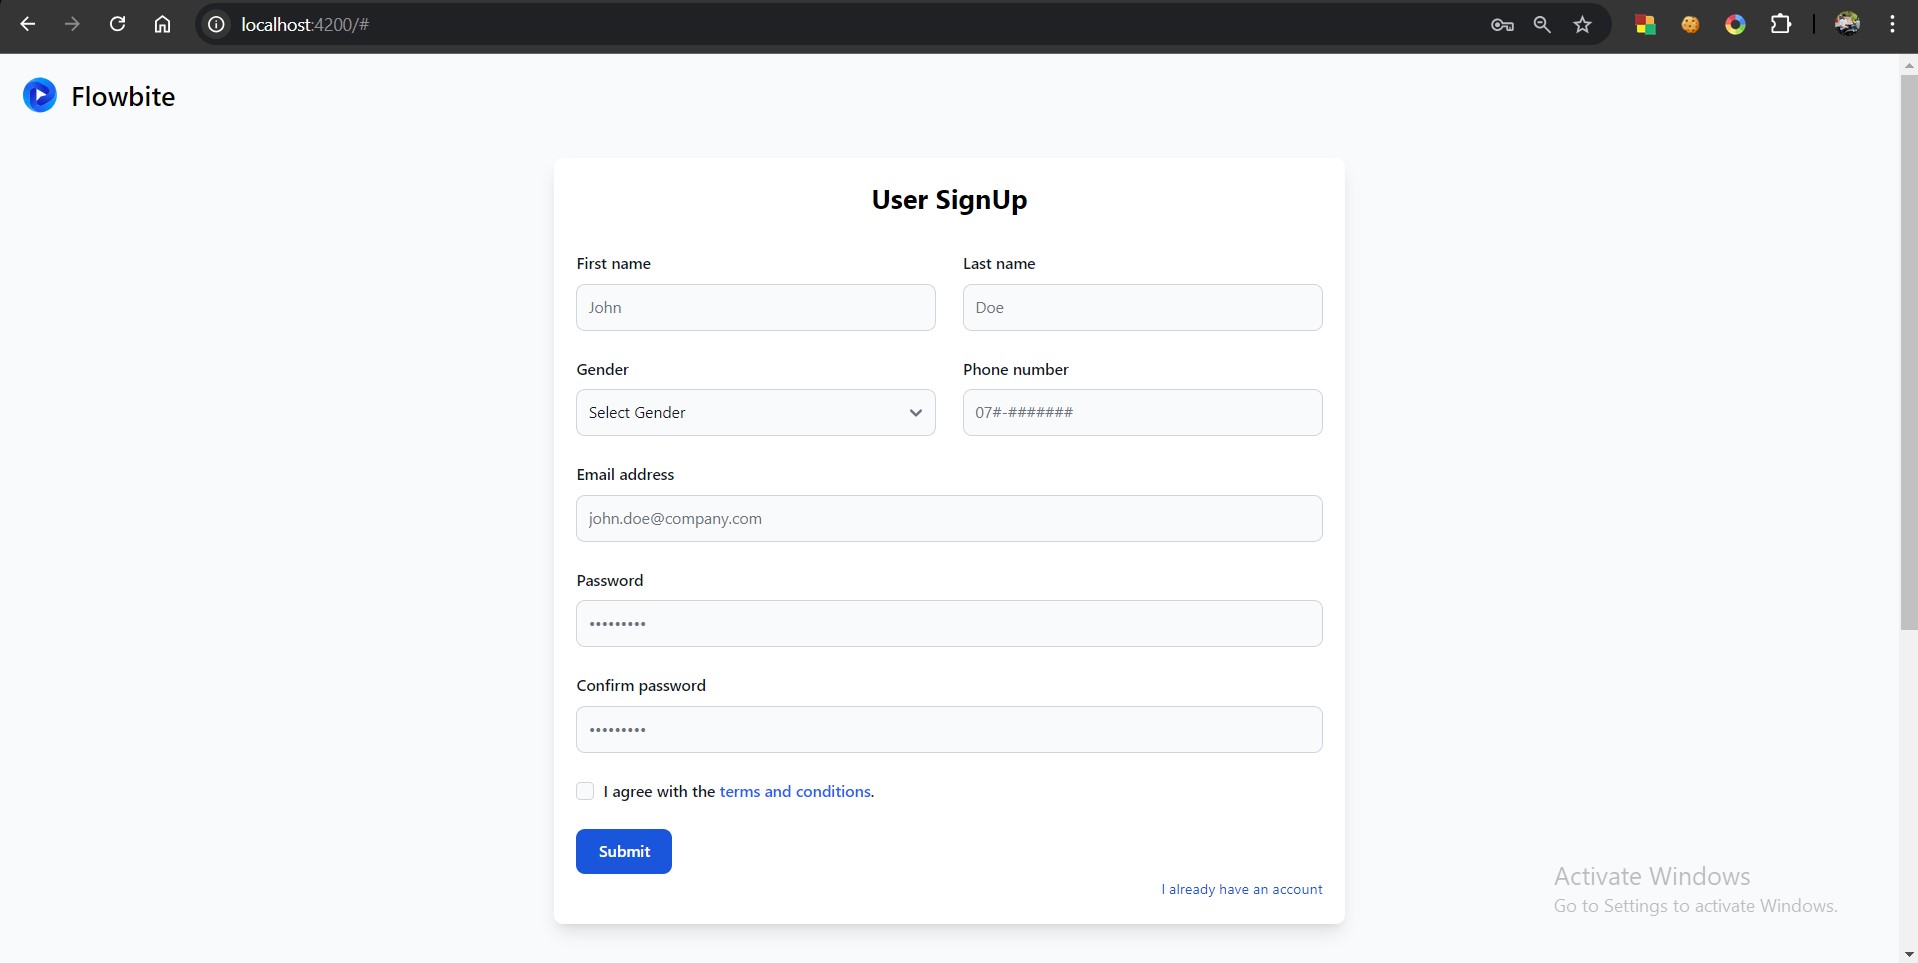 localhost:4200/#
Flowbite
User SignUp
First name
Last name
John
Doe
Gender
Phone number
Select Gender
07#-#######
Email address
john.doe@company.com
Password
•••••••••
Confirm password
•••••••••
I agree with the terms and conditions.
Submit
I already have an account
Activate Windows
Go to Settings to activate Windows.